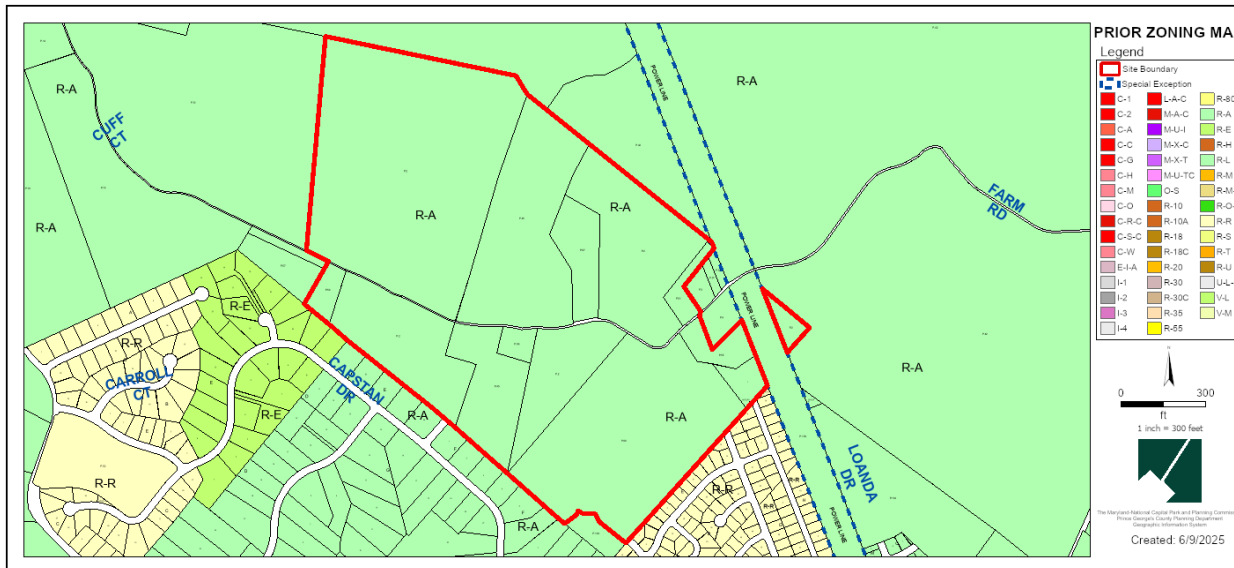 PRIOR ZONING MA
Legend
Site Boundary
Special Exception
C-1
C-2
C-A
C-C
C-G
C-H
C-M
C-O
C-R-C
C-S-C
C-W
E-I-A
I-1
I-2
I-3
I-4
L-A-C
M-A-C
M-U-I
M-X-C
M-X-T
M-U-TC
O-S
R-10
R-10A
R-18
R-18C
R-20
R-30
R-30C
R-35
R-55
R-80
R-A
R-E
R-H
R-L
R-M
R-M-
R-O-
R-R
R-S
R-T
R-U
U-L-
V-L
V-M
0 300
ft
1 inch = 300 feet
The Maryland-National Capital Park and Planning Commis
Prince George's County Planning Department
Geographic Information System
Created: 6/9/2025
R-A
CUFF
CT
R-A
R-A
R-A
POWER LINE
R-A
FARM
RD
R-E
R-R
CARROLL
CT
CAPSTAN
DR
R-E
R-A
R-A
POWER LINE
R-A
R-R
R-A
R-R
R-R
LOANDA
DR
POWER LINE